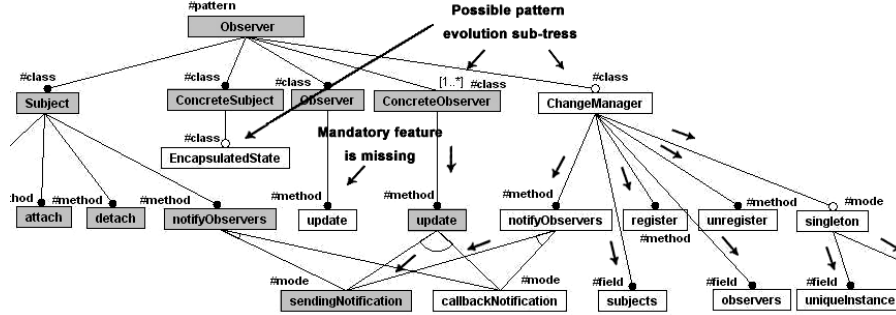 #pattern
Observer
Possible pattern
evolution sub-tress
#class
#class
#class
[1..*]
#class
#class
Subject
ConcreteSubject
Observer
ConcreteObserver
ChangeManager
#class
EncapsulatedState
Mandatory feature
is missing
thod
#method
#method
#method
#method
#method
#method
#mode
attach
detach
notifyObservers
update
update
notifyObservers
register
unregister
singleton
#method
#mode
#mode
#field
#field
#field
sendingNotification
callbackNotification
subjects
observers
uniqueInstance